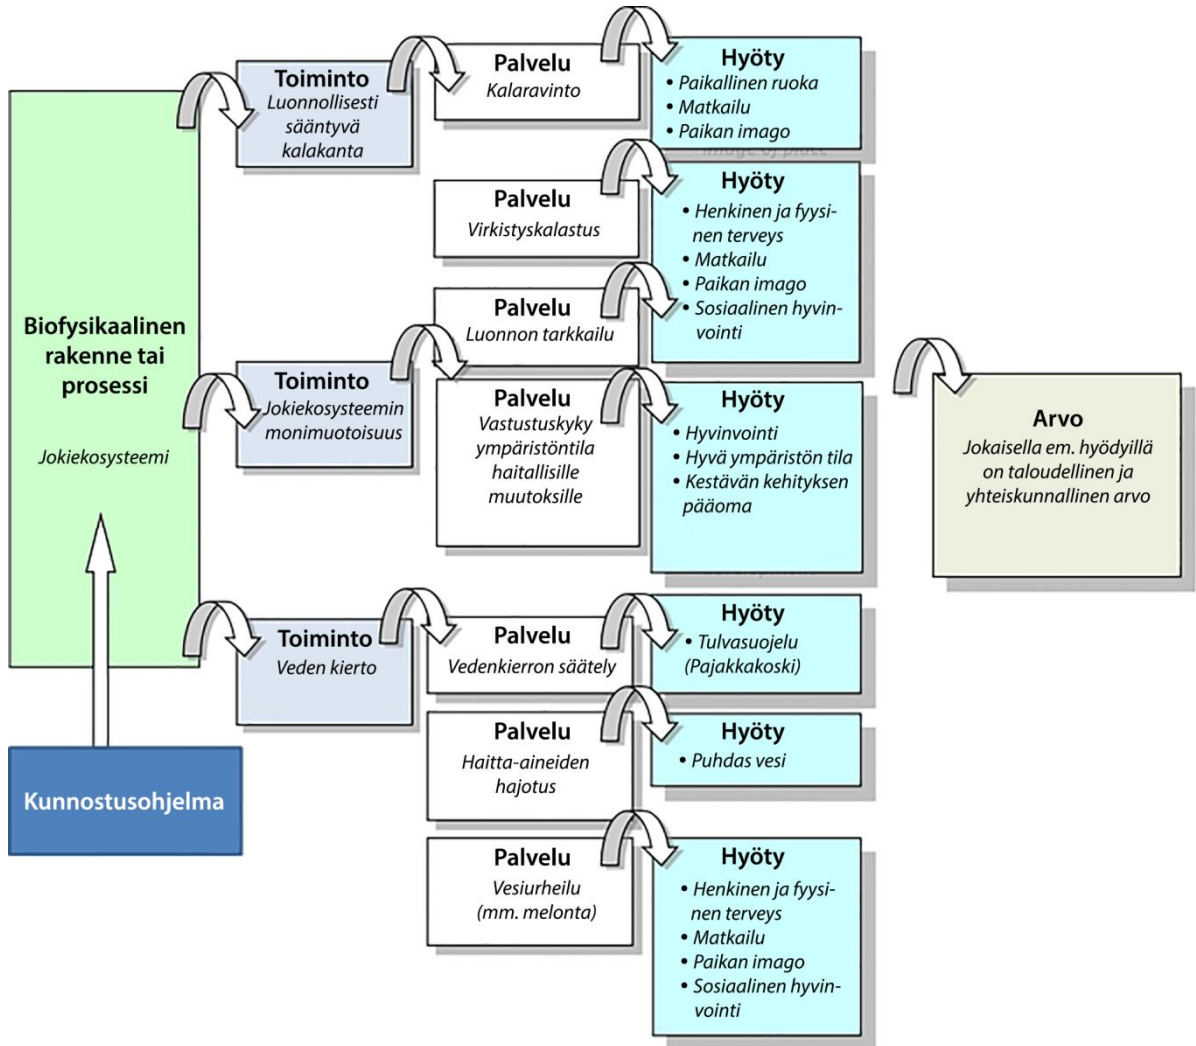 Biofysikaalinen
rakenne tai
prosessi
Jokiekosysteemi
Kunnostusohjelma
Toiminto
Luonnollisesti
sääntyvä
kalakanta
Palvelu
Kalaravinto
Hyöty
• Paikallinen ruoka
• Matkailu
• Paikan imago
image of place
Palvelu
Virkistyskalastus
Hyöty
• Henkinen ja fyysi-
nen terveys
• Matkailu
• Paikan imago
• Sosiaalinen hyvin-
vointi
Palvelu
Luonnon tarkkailu
Toiminto
Jokiekosysteemin
monimuotoisuus
Palvelu
Vastustuskyky
ympäristöntila
haitallisille
muutoksille
Hyöty
• Hyvinvointi
• Hyvä ympäristön tila
• Kestävän kehityksen
pääoma
Arvo
Jokaisella em. hyödyillä
on taloudellinen ja
yhteiskunnallinen arvo
Toiminto
Veden kierto
Palvelu
Vedenkierron säätely
Hyöty
• Tulvasuojelu
(Pajakkakoski)
Palvelu
Haitta-aineiden
hajotus
Hyöty
• Puhdas vesi
Palvelu
Vesiurheilu
(mm. melonta)
Hyöty
• Henkinen ja fyysi-
nen terveys
• Matkailu
• Paikan imago
• Sosiaalinen hyvin-
vointi